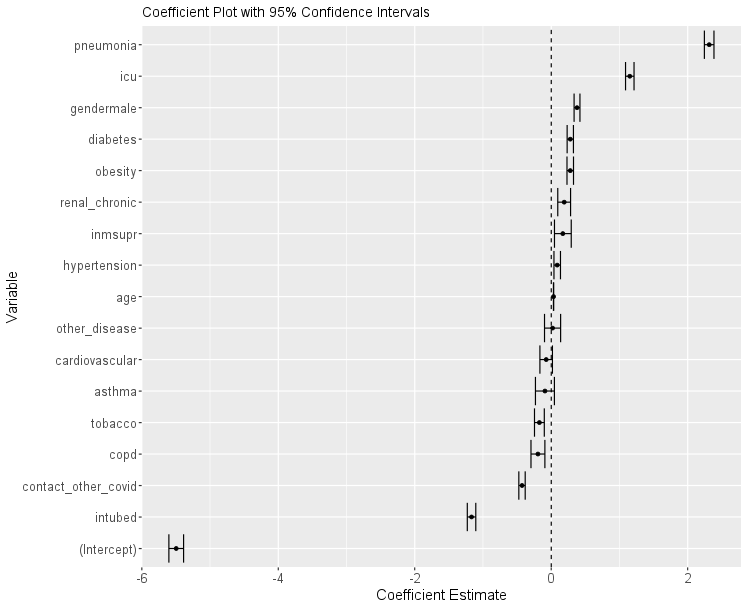 Coefficient Plot with 95% Confidence Intervals
pneumonia
icu
gendermale
diabetes
obesity
renal_chronic
inmsupr
hypertension
age
other_disease
cardiovascular
asthma
tobacco
copd
contact_other_covid
intubed
(Intercept)
Variable
-6 -4 -2 0 2
Coefficient Estimate